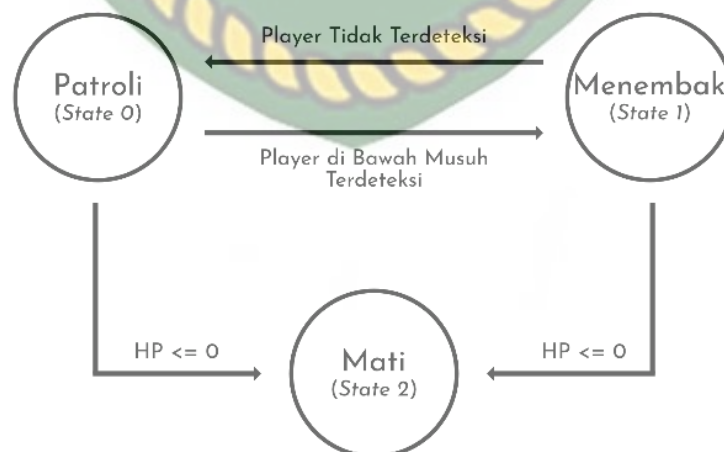 Player Tidak Terdeteksi
Patroli
(State 0)
Menembak
(State 1)
Player di Bawah Musuh
Terdeteksi
HP <= 0
HP <= 0
Mati
(State 2)